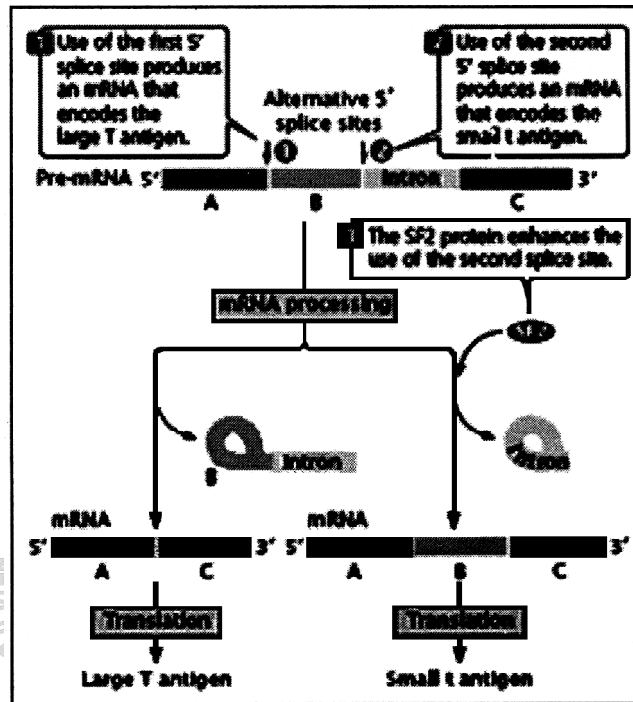 Use of the first 5'
splice site produces
an mRNA that
encodes the
large T antigen.
Use of the second
5' splice site
produces an mRNA
that encodes the
small t antigen.
Alternative 5'
splice sites
1 2
Pre-mRNA 5' 3'
A B Intron C
The SF2 protein enhances the
use of the second splice site.
mRNA processing
SF2
B Intron
Intron
mRNA mRNA
5' 3' 5' 3'
A C A B C
Translation Translation
Large T antigen Small t antigen